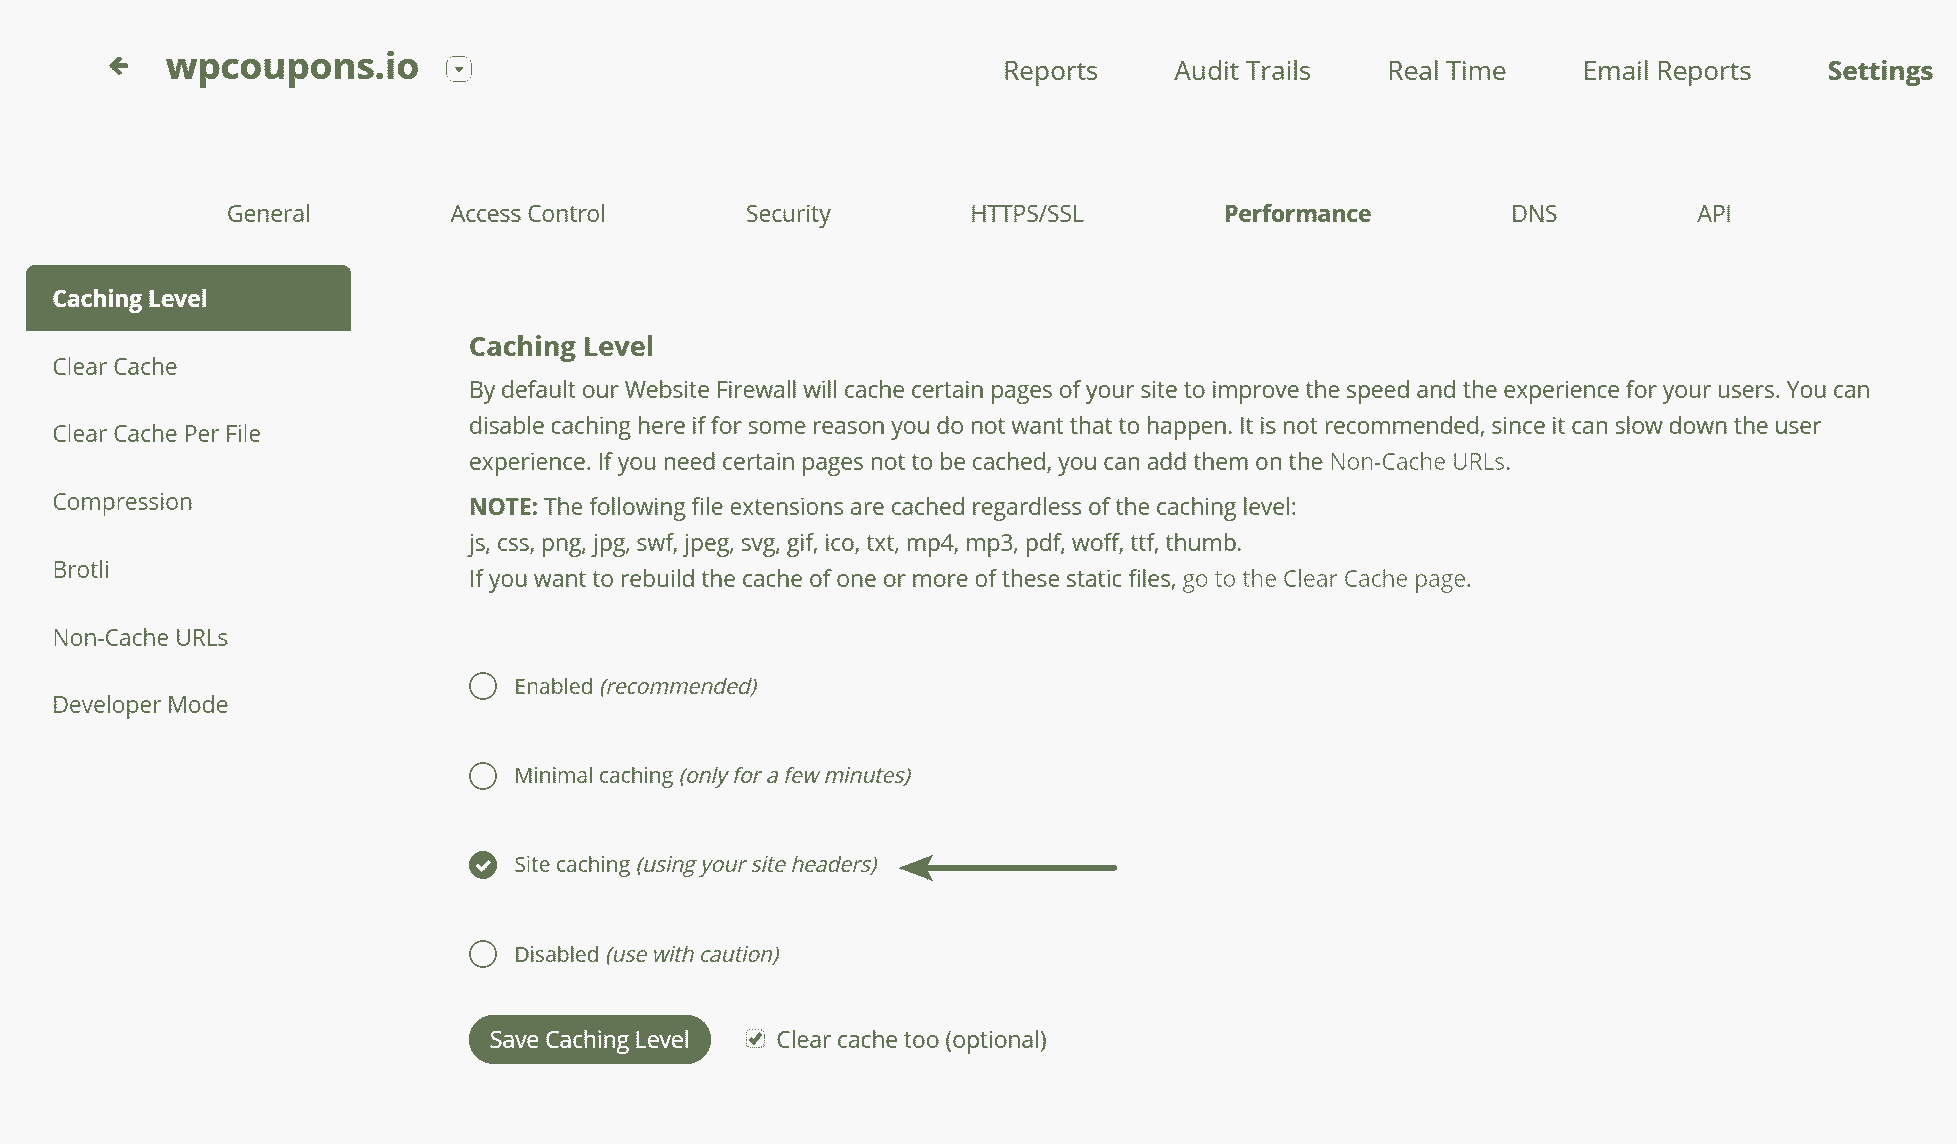 wpcoupons.io
Reports Audit Trails Real Time Email Reports Settings
General Access Control Security HTTPS/SSL Performance DNS API
Caching Level
Clear Cache
Clear Cache Per File
Compression
Brotli
Non-Cache URLs
Developer Mode
Caching Level
By default our Website Firewall will cache certain pages of your site to improve the speed and the experience for your users. You can
disable caching here if for some reason you do not want that to happen. It is not recommended, since it can slow down the user
experience. If you need certain pages not to be cached, you can add them on the Non-Cache URLs.
NOTE: The following file extensions are cached regardless of the caching level:
js, css, png, jpg, swf, jpeg, svg, gif, ico, txt, mp4, mp3, pdf, woff, ttf, thumb.
If you want to rebuild the cache of one or more of these static files, go to the Clear Cache page.
Enabled (recommended)
Minimal caching (only for a few minutes)
Site caching (using your site headers)
Disabled (use with caution)
Save Caching Level Clear cache too (optional)